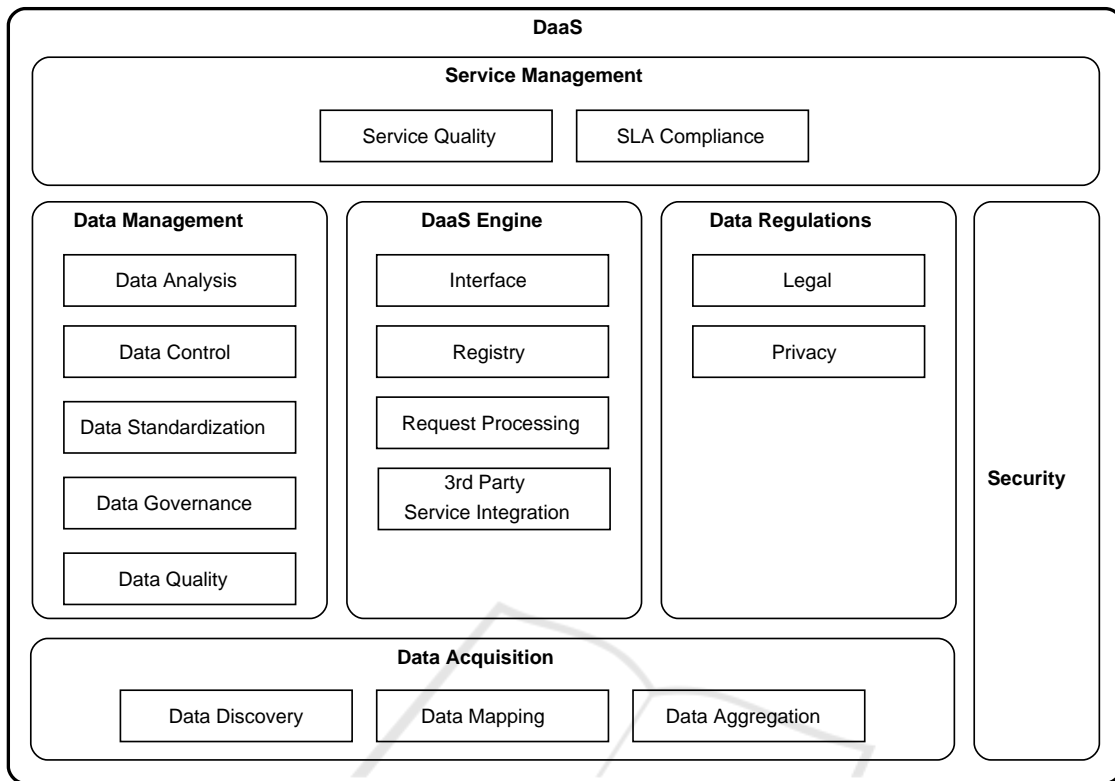 DaaS
Service Management
Service Quality
SLA Compliance
Data Management
Data Analysis
Data Control
Data Standardization
Data Governance
Data Quality
DaaS Engine
Interface
Registry
Request Processing
3rd Party
Service Integration
Data Regulations
Legal
Privacy
Security
Data Acquisition
Data Discovery
Data Mapping
Data Aggregation